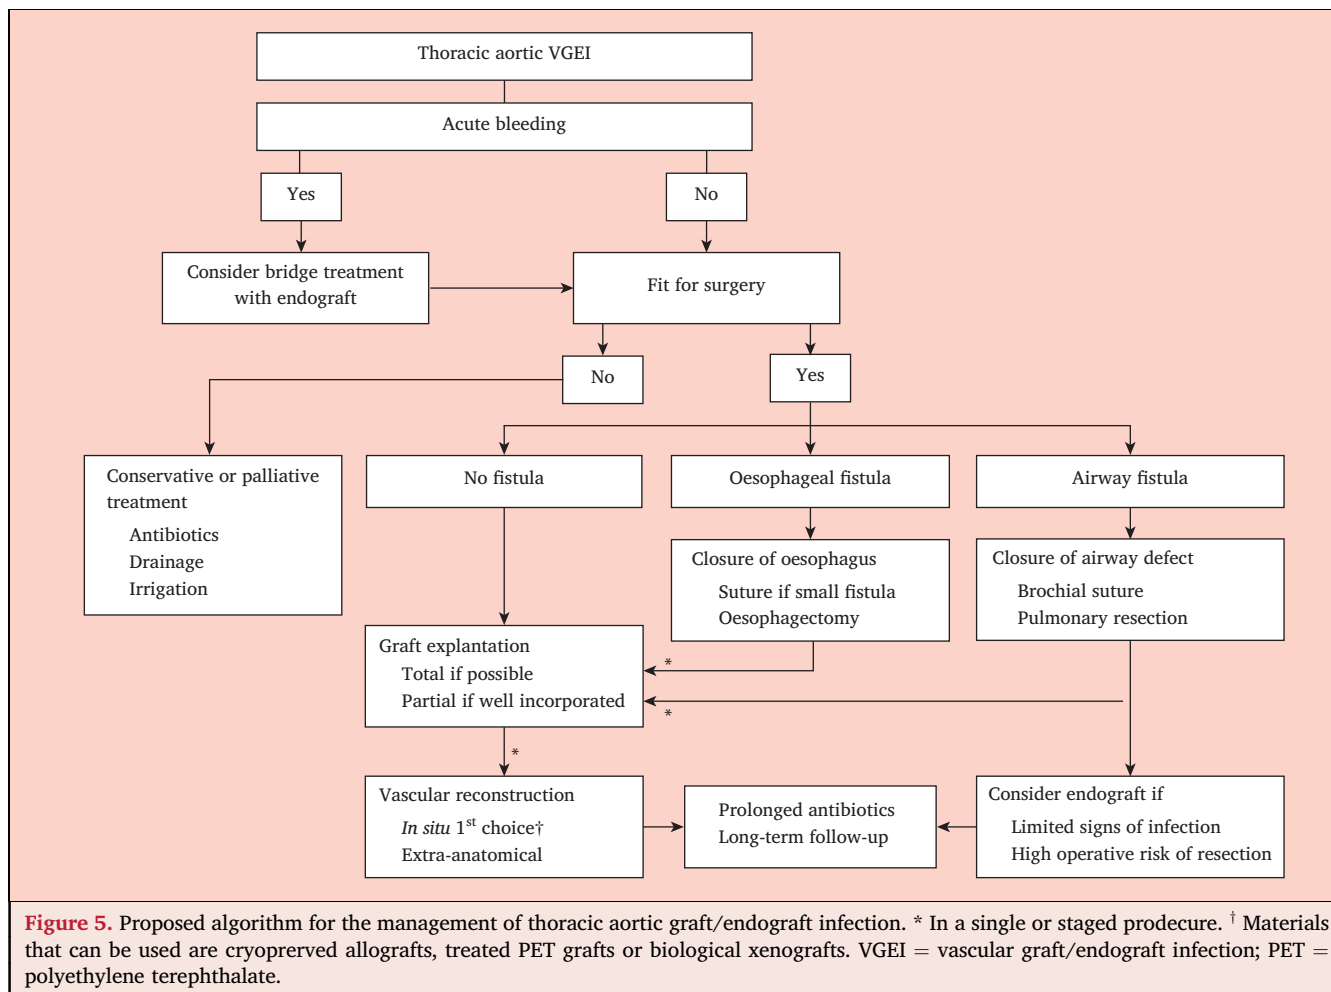 Thoracic aortic VGEI
Acute bleeding
Yes
No
Consider bridge treatment
with endograft
Fit for surgery
No
Yes
Conservative or palliative
treatment
Antibiotics
Drainage
Irrigation
No fistula
Oesophageal fistula
Airway fistula
Closure of oesophagus
Suture if small fistula
Oesophagectomy
Closure of airway defect
Brochial suture
Pulmonary resection
Graft explantation
Total if possible
Partial if well incorporated
*
*
*
Vascular reconstruction
In situ 1st choice†
Extra-anatomical
Prolonged antibiotics
Long-term follow-up
Consider endograft if
Limited signs of infection
High operative risk of resection
Figure 5. Proposed algorithm for the management of thoracic aortic graft/endograft infection. * In a single or staged prodecure. † Materials
that can be used are cryoprerved allografts, treated PET grafts or biological xenografts. VGEI = vascular graft/endograft infection; PET =
polyethylene terephthalate.